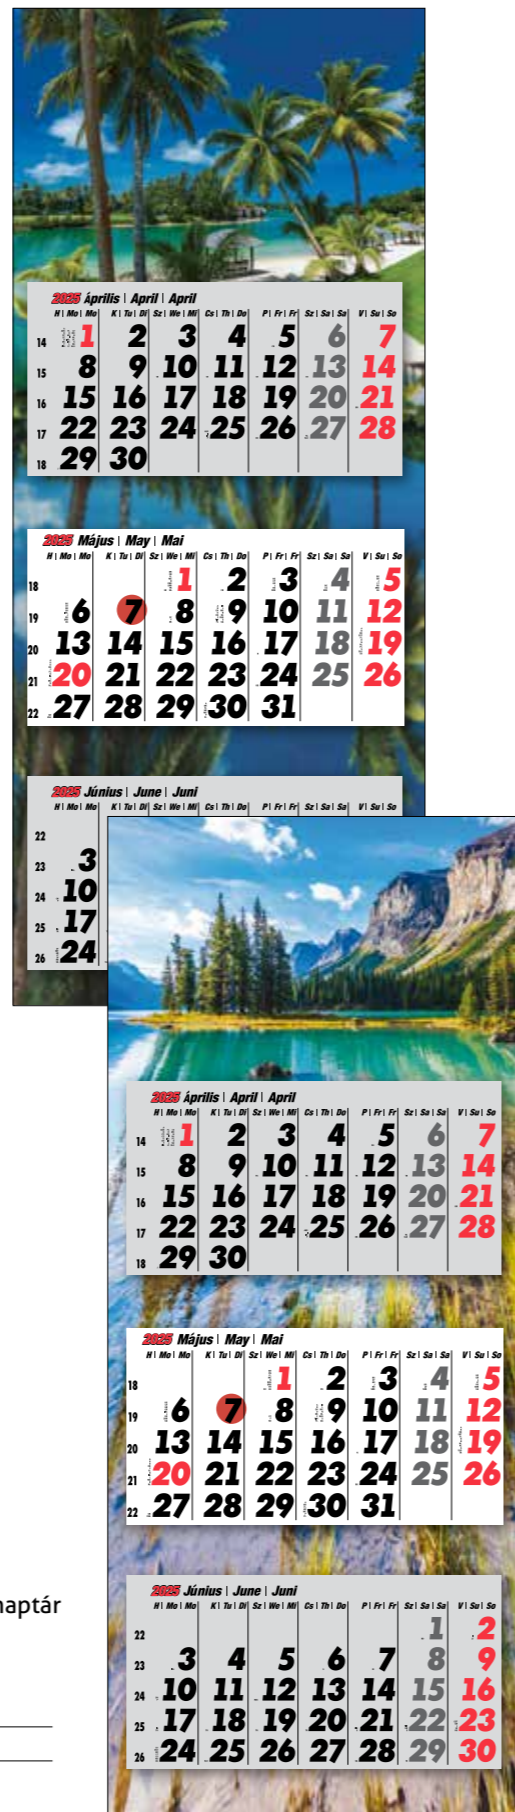 2025 Április | April | April
H | Mo | Mo K | Tu | Di Sz | We | Mi Cs | Th | Do P | Fr | Fr Sz | Sa | Sa V | Su | So
14 1 2 3 4 5 6 7
15 8 9 10 11 12 13 14
16 15 16 17 18 19 20 21
17 22 23 24 25 26 27 28
18 29 30
2025 Május | May | Mai
H | Mo | Mo K | Tu | Di Sz | We | Mi Cs | Th | Do P | Fr | Fr Sz | Sa | Sa V | Su | So
18 1 2 3 4 5
19 6 7 8 9 10 11 12
20 13 14 15 16 17 18 19
21 20 21 22 23 24 25 26
22 27 28 29 30 31
2025 Június | June | Juni
H | Mo | Mo K | Tu | Di Sz | We | Mi Cs | Th | Do P | Fr | Fr Sz | Sa | Sa V | Su | So
22
23 3
24 10
25 17
26 24
2025 Április | April | April
H | Mo | Mo K | Tu | Di Sz | We | Mi Cs | Th | Do P | Fr | Fr Sz | Sa | Sa V | Su | So
14 1 2 3 4 5 6 7
15 8 9 10 11 12 13 14
16 15 16 17 18 19 20 21
17 22 23 24 25 26 27 28
18 29 30
2025 Május | May | Mai
H | Mo | Mo K | Tu | Di Sz | We | Mi Cs | Th | Do P | Fr | Fr Sz | Sa | Sa V | Su | So
18 1 2 3 4 5
19 6 7 8 9 10 11 12
20 13 14 15 16 17 18 19
21 20 21 22 23 24 25 26
22 27 28 29 30 31
naptár
2025 Június | June | Juni
H | Mo | Mo K | Tu | Di Sz | We | Mi Cs | Th | Do P | Fr | Fr Sz | Sa | Sa V | Su | So
22 1 2
23 3 4 5 6 7 8 9
24 10 11 12 13 14 15 16
25 17 18 19 20 21 22 23
26 24 25 26 27 28 29 30